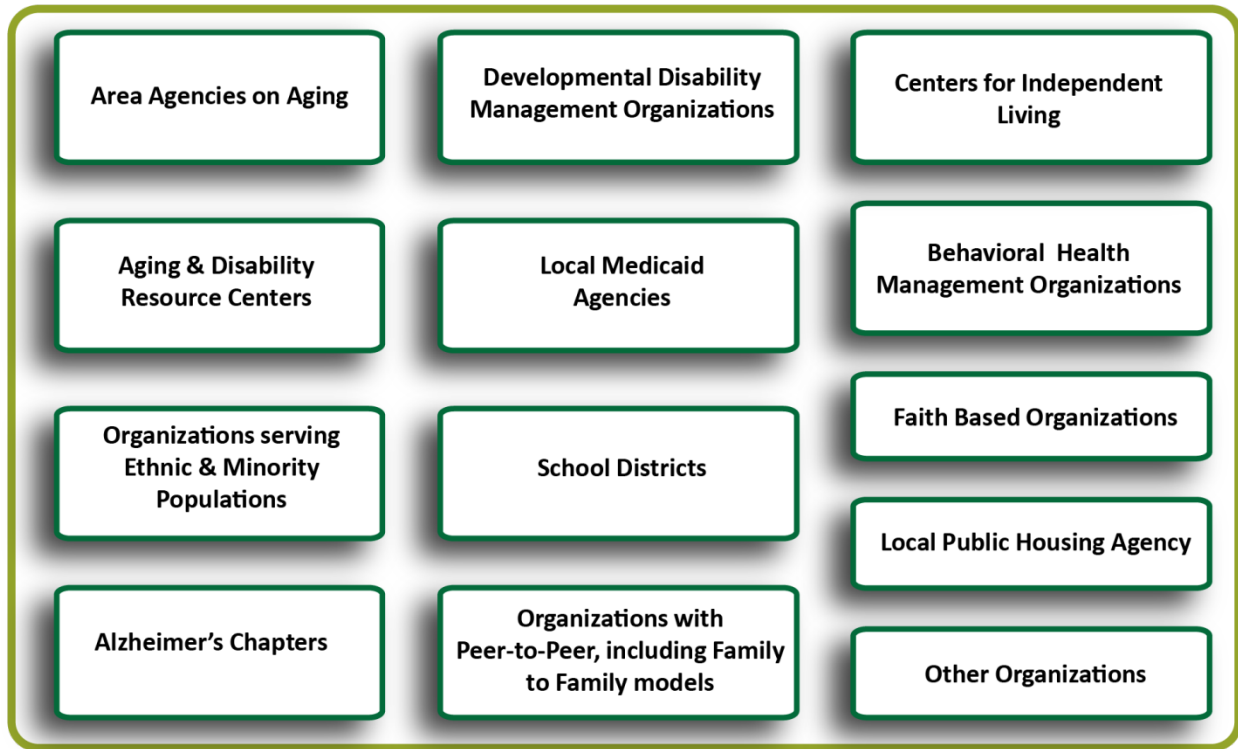 Area Agencies on Aging
Developmental Disability
Management Organizations
Centers for Independent
Living
Aging & Disability
Resource Centers
Local Medicaid
Agencies
Behavioral  Health
Management Organizations
Organizations serving
Ethnic & Minority
Populations
School Districts
Faith Based Organizations
Local Public Housing Agency
Alzheimer’s Chapters
Organizations with
Peer-to-Peer, including Family
to Family models
Other Organizations